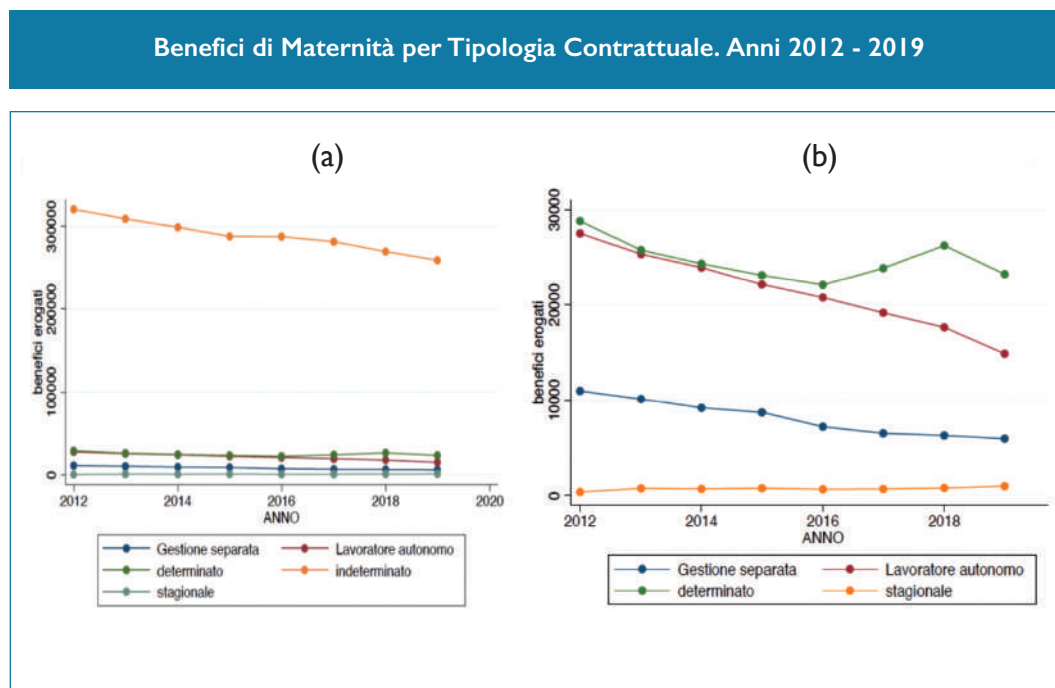 Benefici di Maternità per Tipologia Contrattuale. Anni 2012 - 2019
(a)
benefici erogati
300000
200000
100000
0
2012 2014 2016 2018 2020
ANNO
Gestione separata Lavoratore autonomo
determinato indeterminato
stagionale
(b)
benefici erogati
30000
20000
10000
0
2012 2014 2016 2018
ANNO
Gestione separata Lavoratore autonomo
determinato stagionale